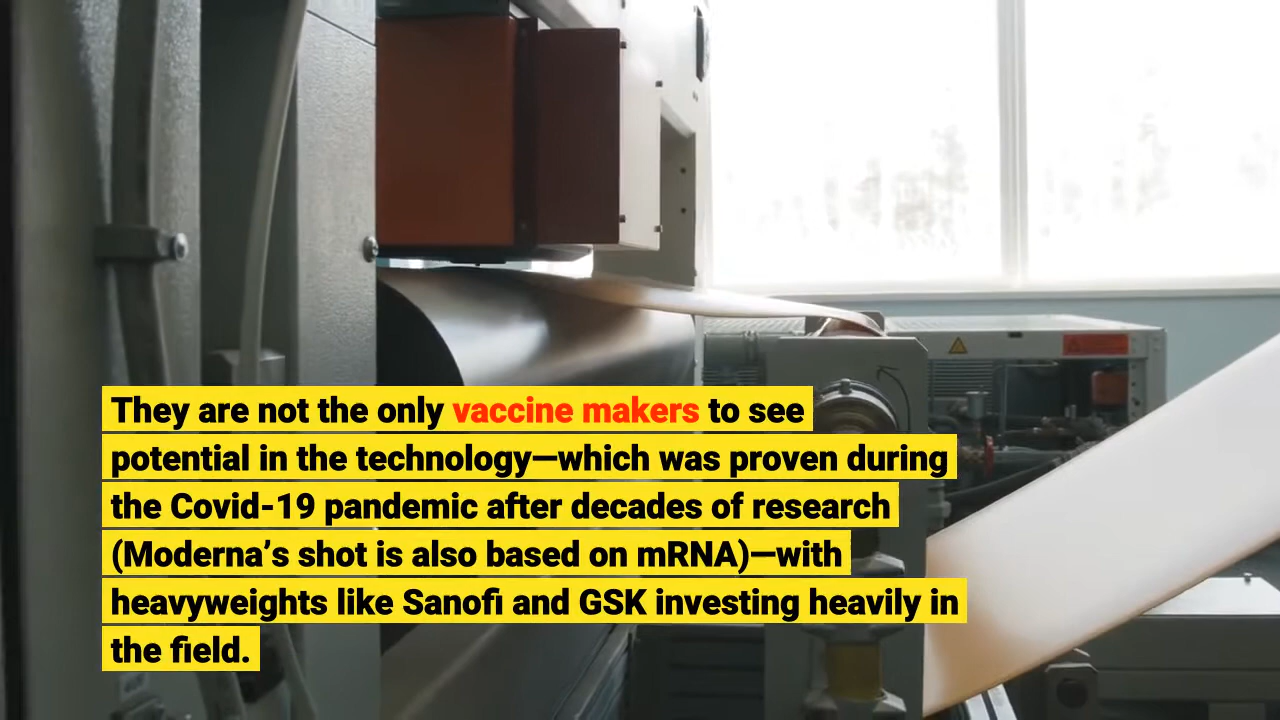 They are not the only vaccine makers to see
potential in the technology—which was proven during
the Covid-19 pandemic after decades of research
(Moderna’s shot is also based on mRNA)—with
heavyweights like Sanofi and GSK investing heavily in
the field.